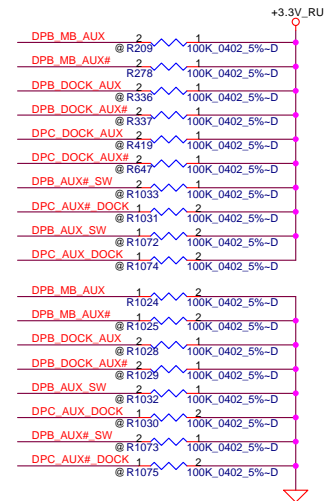 +3.3V_RU
DPB_MB_AUX 2 1
@ R209 100K_0402_5%~D
DPB_MB_AUX# 2 1
R278 100K_0402_5%~D
DPB_DOCK_AUX 2 1
@ R336 100K_0402_5%~D
DPB_DOCK_AUX# 2 1
@ R337 100K_0402_5%~D
DPC_DOCK_AUX 2 1
@ R419 100K_0402_5%~D
DPC_DOCK_AUX# 2 1
@ R647 100K_0402_5%~D
DPB_AUX#_SW 2 1
@ R1033 100K_0402_5%~D
DPC_AUX#_DOCK 1 2
@ R1031 100K_0402_5%~D
DPB_AUX_SW 2 1
@ R1072 100K_0402_5%~D
DPC_AUX_DOCK 1 2
@ R1074 100K_0402_5%~D
DPB_MB_AUX 1 2
R1024 100K_0402_5%~D
DPB_MB_AUX# 1 2
@ R1025 100K_0402_5%~D
DPB_DOCK_AUX 2 1
@ R1028 100K_0402_5%~D
DPB_DOCK_AUX# 2 1
@ R1029 100K_0402_5%~D
DPB_AUX_SW 2 1
@ R1032 100K_0402_5%~D
DPC_AUX_DOCK 1 2
@ R1030 100K_0402_5%~D
DPB_AUX#_SW 2 1
@ R1073 100K_0402_5%~D
DPC_AUX#_DOCK 1 2
@ R1075 100K_0402_5%~D